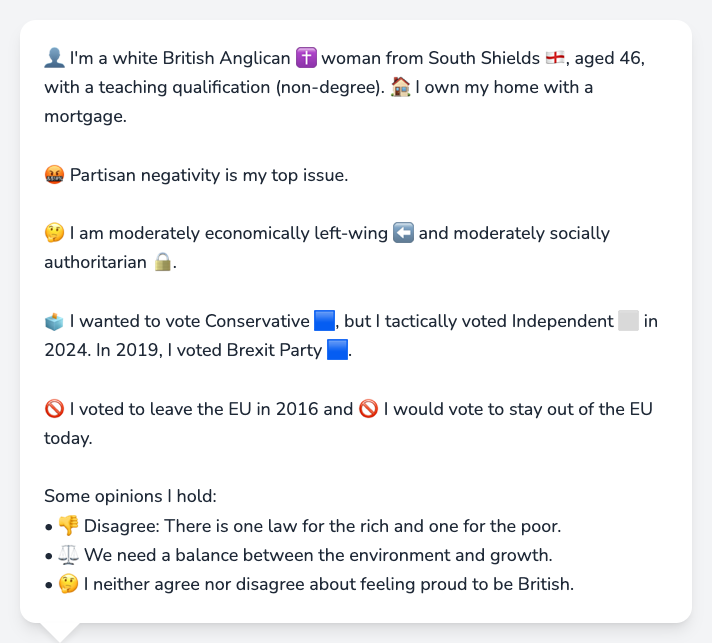 👤 I'm a white British Anglican ✝️ woman from South Shields 🏴󠁧󠁢󠁥󠁮󠁧󠁿, aged 46,
with a teaching qualification (non-degree). 🏠 I own my home with a
mortgage.
🤬 Partisan negativity is my top issue.
🤔 I am moderately economically left-wing ⬅️ and moderately socially
authoritarian 🔒.
🗳️ I wanted to vote Conservative 🟦, but I tactically voted Independent ⬜ in
2024. In 2019, I voted Brexit Party 🟦.
🚫 I voted to leave the EU in 2016 and 🚫 I would vote to stay out of the EU
today.
Some opinions I hold:
• 👎 Disagree: There is one law for the rich and one for the poor.
• ⚖️ We need a balance between the environment and growth.
• 🤔 I neither agree nor disagree about feeling proud to be British.